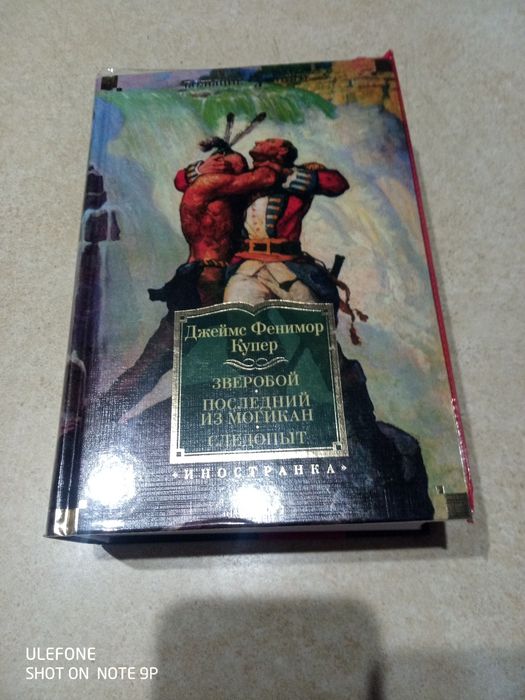 Джеймс Фенимор
Купер
ЗВЕРОБОЙ
ПОСЛЕДНИЙ
ИЗ МОГИКАН
СЛЕДОПЫТ
«ИНОСТРАНКА»
ULEFONE
SHOT ON NOTE 9P